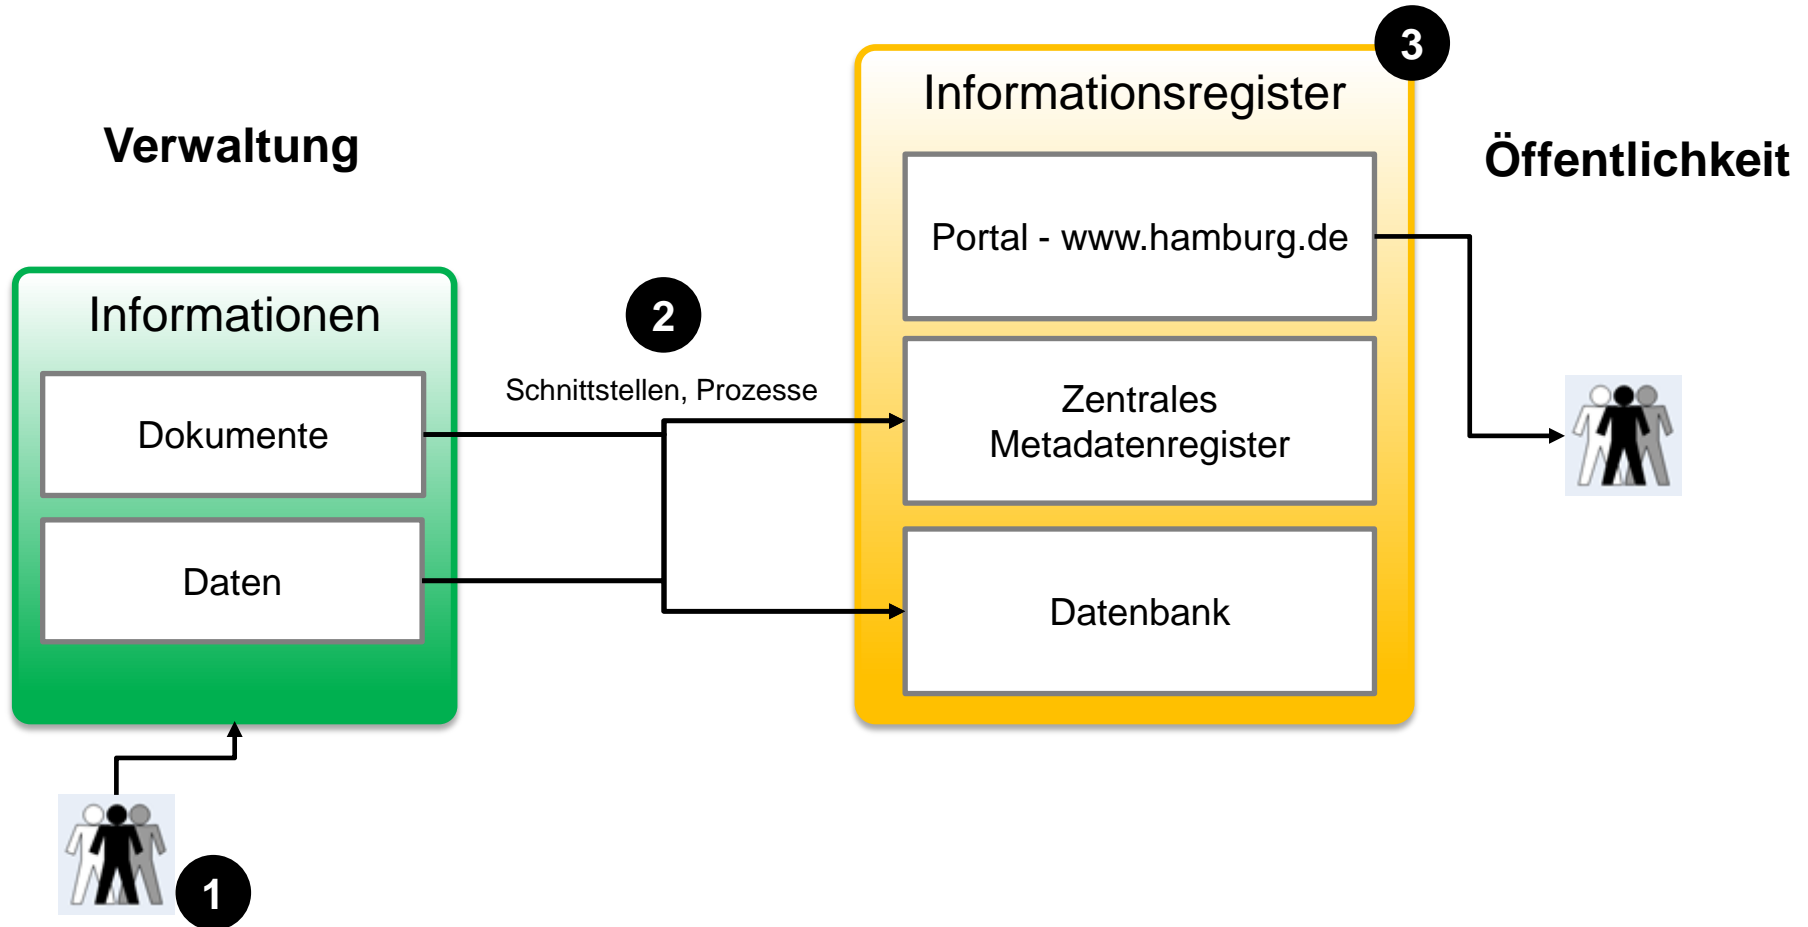 Verwaltung
Informationen
Dokumente
Daten
1
2
Schnittstellen, Prozesse
3
Informationsregister
Portal - www.hamburg.de
Zentrales
Metadatenregister
Datenbank
Öffentlichkeit